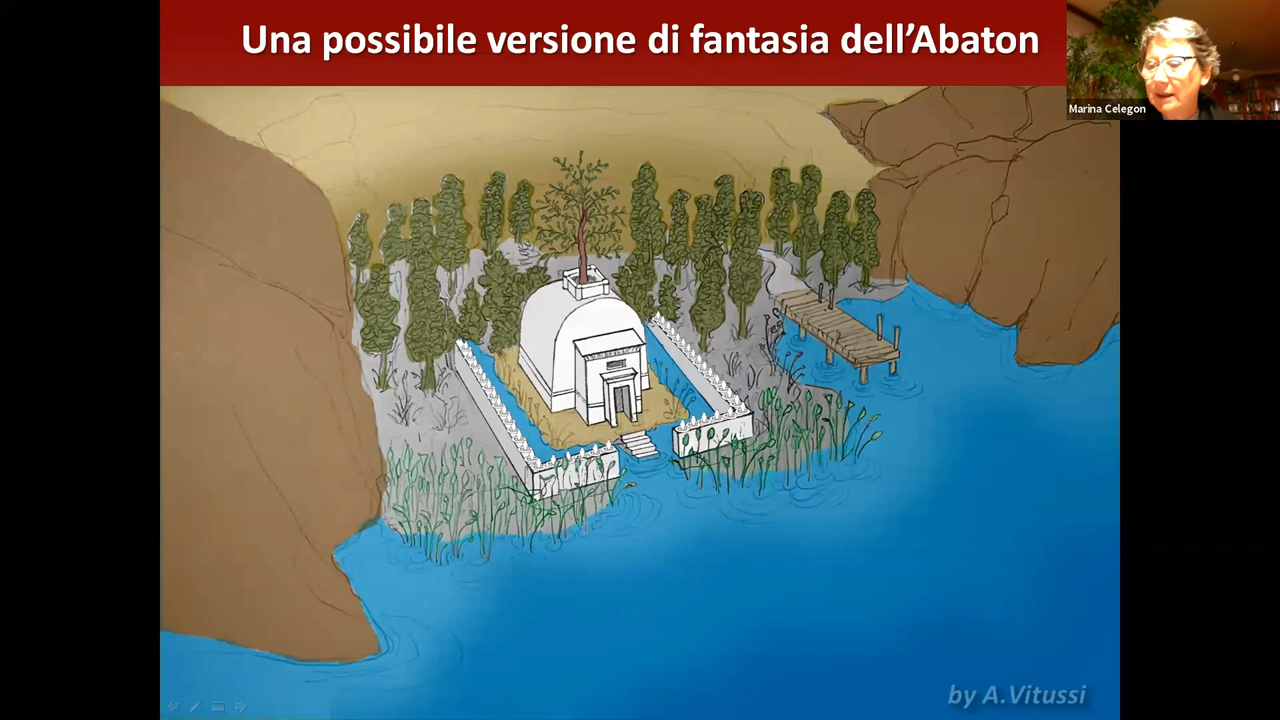 Una possibile versione di fantasia dell’Abaton
Marina Celegon
by A.Vitussi